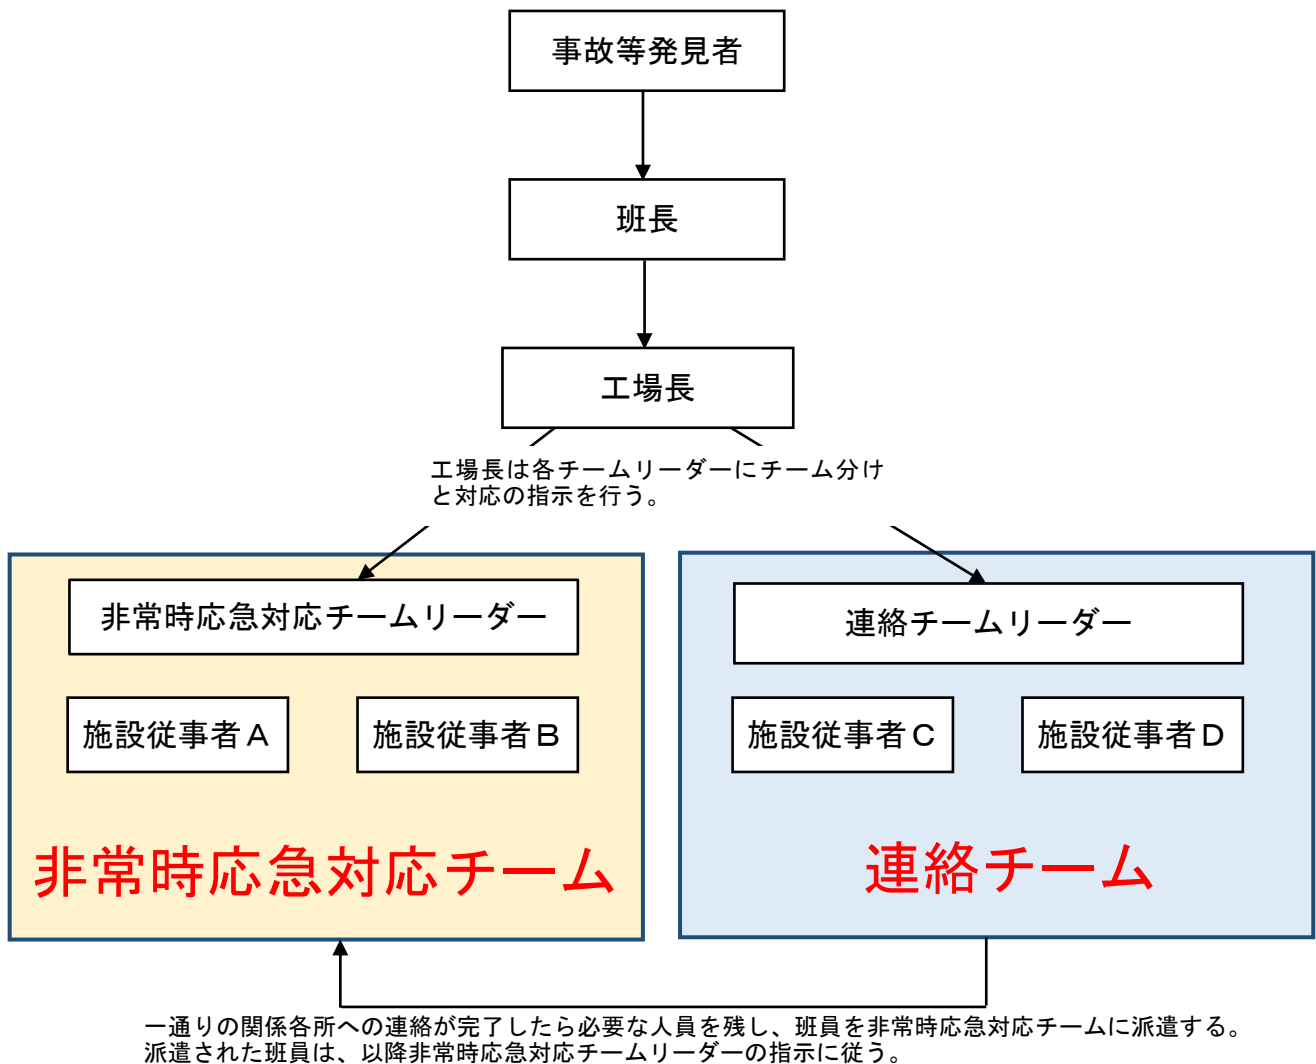 事故等発見者
班長
工場長
工場長は各チームリーダーにチーム分け
と対応の指示を行う。
非常時応急対応チームリーダー
連絡チームリーダー
施設従事者A
施設従事者B
施設従事者C
施設従事者D
非常時応急対応チーム
連絡チーム
一通りの関係各所への連絡が完了したら必要な人員を残し、班員を非常時応急対応チームに派遣する。
派遣された班員は、以降非常時応急対応チームリーダーの指示に従う。